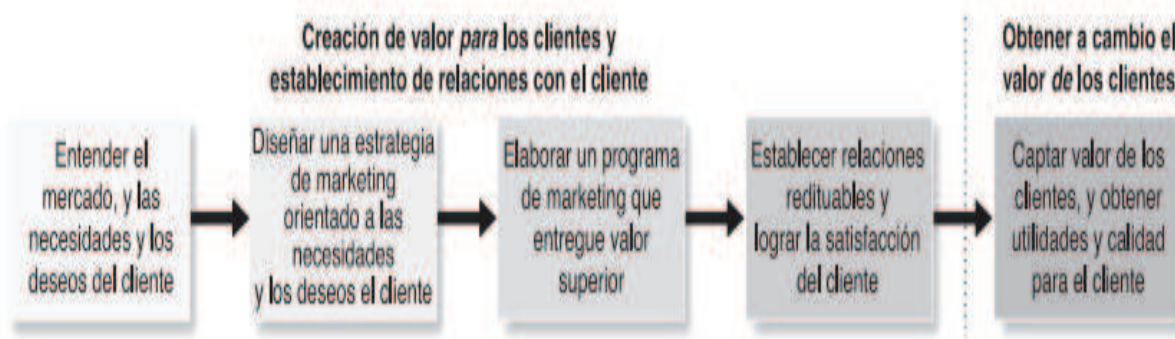 Creación de valor para los clientes y
establecimiento de relaciones con el cliente
Obtener a cambio el
valor de los clientes
Entender el
mercado, y las
necesidades y los
deseos del cliente
Diseñar una estrategia
de marketing
orientado a las
necesidades
y los deseos el cliente
Elaborar un programa
de marketing que
entregue valor
superior
Establecer relaciones
redituables y
lograr la satisfacción
del cliente
Captar valor de los
clientes, y obtener
utilidades y calidad
para el cliente